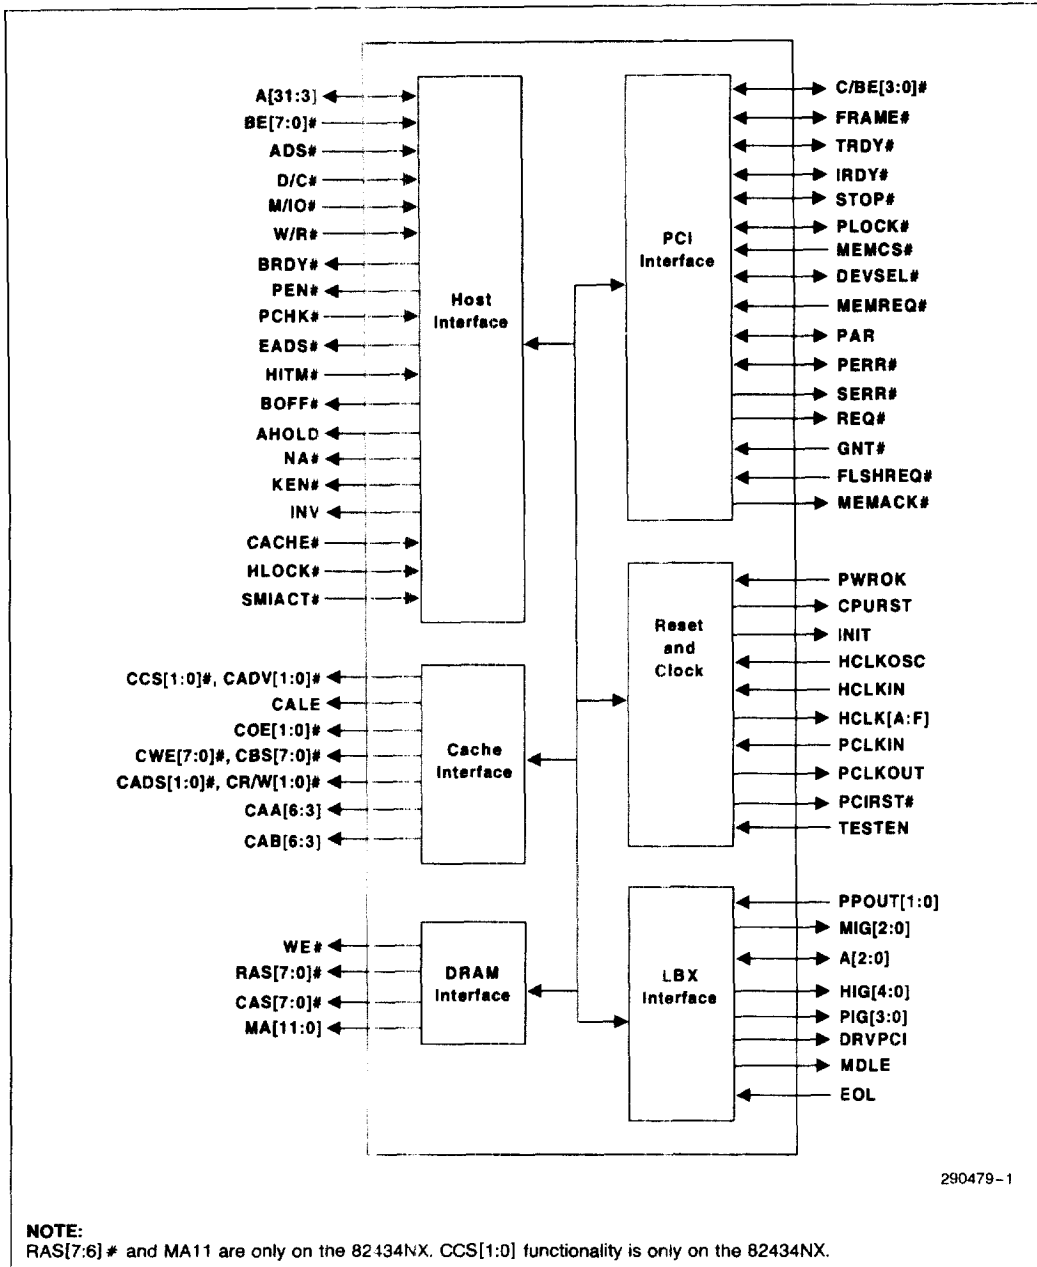 A[31:3]
BE[7:0]#
ADS#
D/C#
M/IO#
W/R#
BRDY#
PEN#
PCHK#
EADS#
HITM#
BOFF#
AHOLD
NA#
KEN#
INV
CACHE#
HLOCK#
SMIACT#
Host
Interface
CCS[1:0]#, CADV[1:0]#
CALE
COE[1:0]#
CWE[7:0]#, CBS[7:0]#
CADS[1:0]#, CR/W[1:0]#
CAA[6:3]
CAB[6:3]
Cache
Interface
WE#
RAS[7:0]#
CAS[7:0]#
MA[11:0]
DRAM
Interface
PCI
Interface
C/BE[3:0]#
FRAME#
TRDY#
IRDY#
STOP#
PLOCK#
MEMCS#
DEVSEL#
MEMREQ#
PAR
PERR#
SERR#
REQ#
GNT#
FLSHREQ#
MEMACK#
Reset
and
Clock
PWROK
CPURST
INIT
HCLKOSC
HCLKIN
HCLK[A:F]
PCLKIN
PCLKOUT
PCIRST#
TESTEN
LBX
Interface
PPOUT[1:0]
MIG[2:0]
A[2:0]
HIG[4:0]
PIG[3:0]
DRVPCI
MDLE
EOL
290479-1
NOTE:
RAS[7:6]# and MA11 are only on the 82434NX. CCS[1:0] functionality is only on the 82434NX.